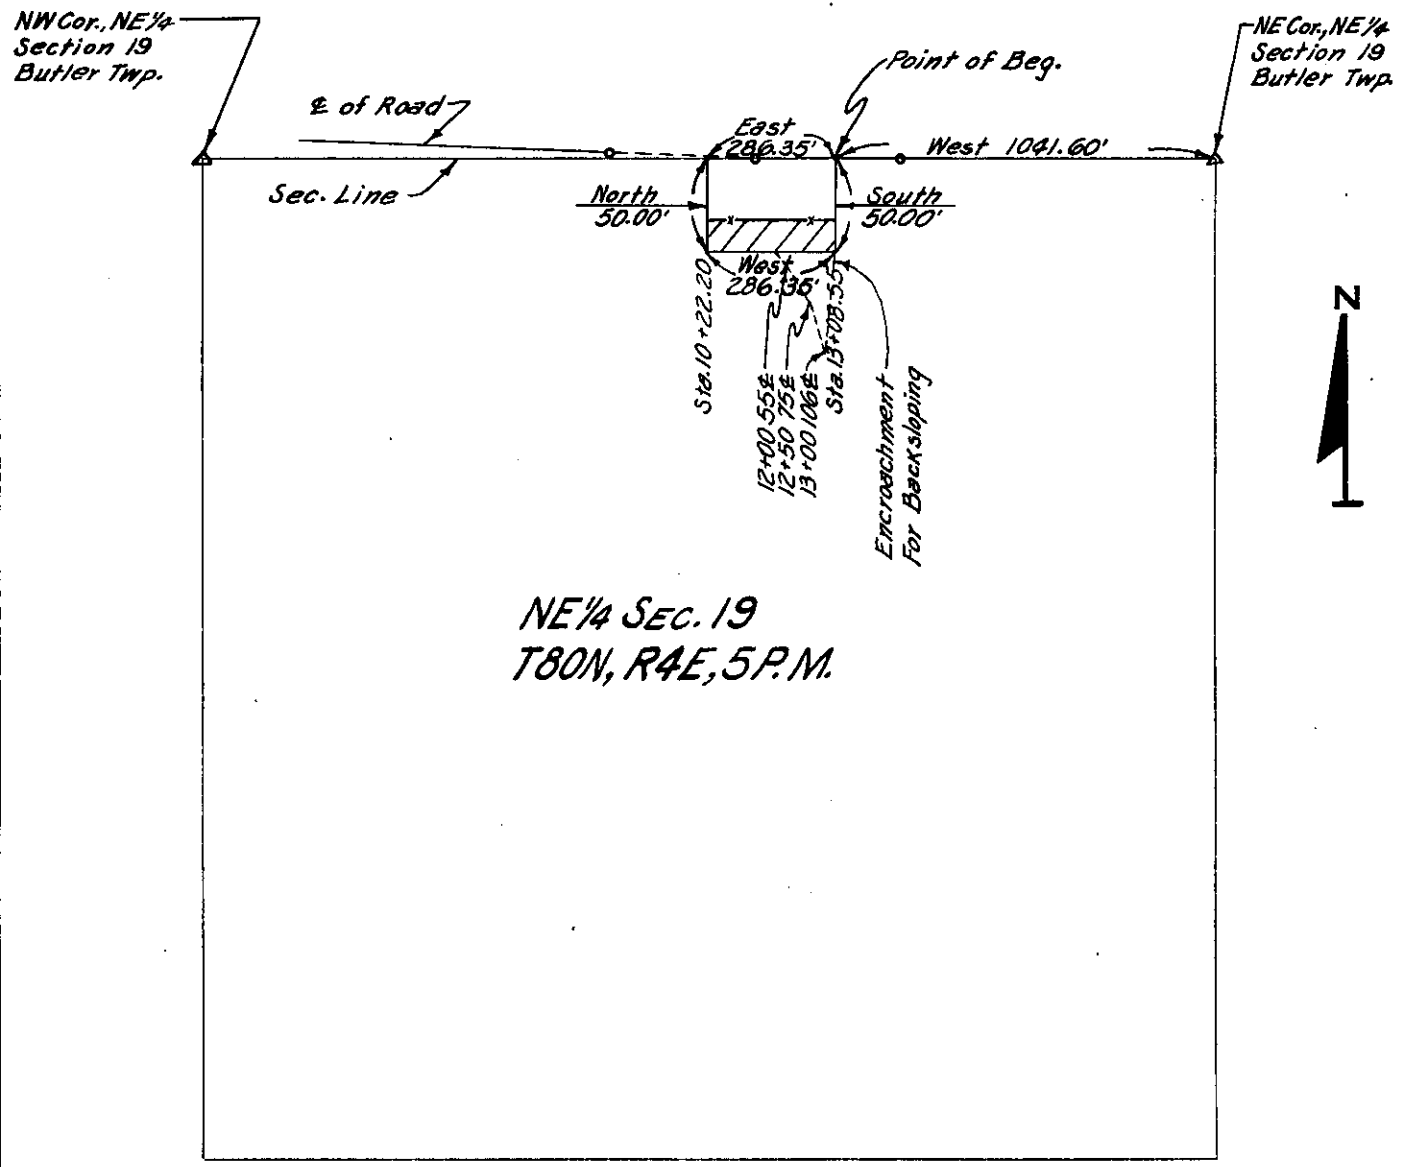 NW Cor., NE¼
Section 19
Butler Twp.
NE Cor., NE¼
Section 19
Butler Twp.
Point of Beg.
℄ of Road
East
286.35'
West 1041.60'
Sec. Line
North
50.00'
South
50.00'
West
286.35'
Sta. 10+22.20
12+00 55℄
12+50 75℄
13+00 106℄
Sta. 13+08.55
Encroachment
For Backsloping
N
NE¼ SEC. 19
T80N, R4E, 5P.M.